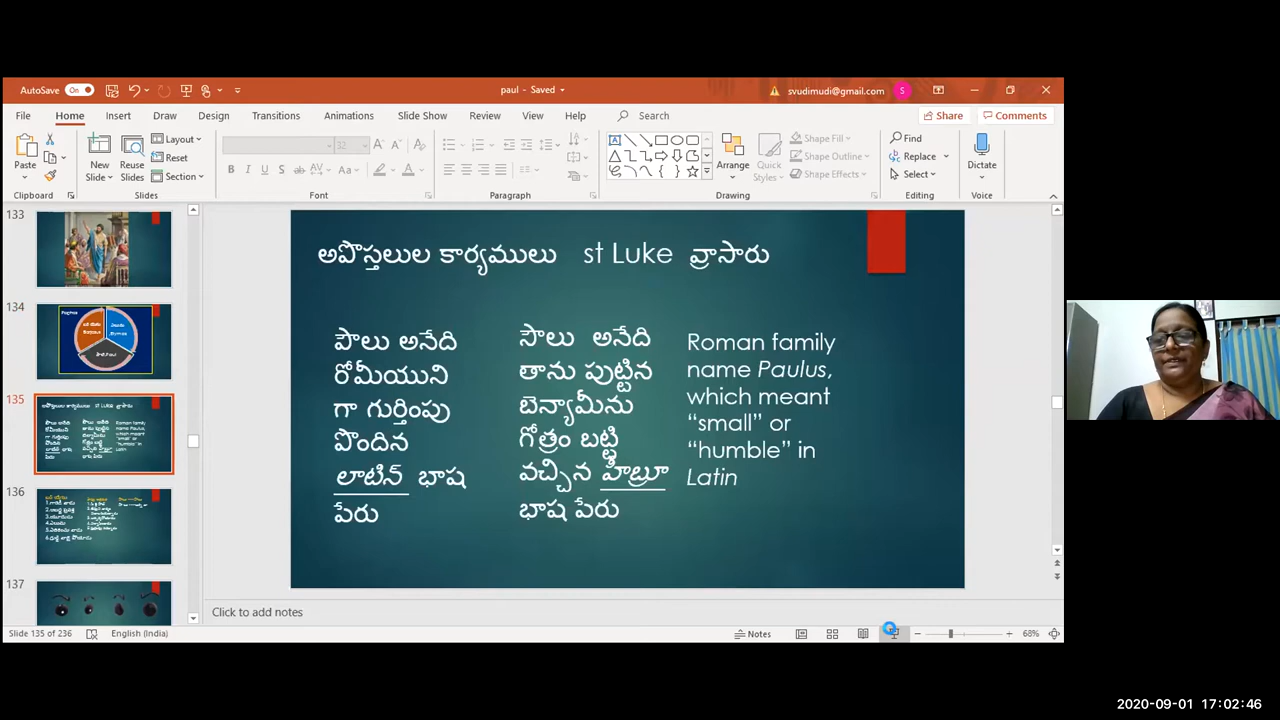 AutoSave On
paul - Saved
svudimudi@gmail.com S
File Home Insert Draw Design Transitions Animations Slide Show Review View Help Search Share Comments
Paste
Clipboard
New Slide
Reuse Slides
Layout
Reset
Section
Slides
32
Font
Paragraph
Arrange
Quick Styles
Shape Fill
Shape Outline
Shape Effects
Drawing
Find
Replace
Select
Editing
Dictate
Voice
133
134
135
136
137
అపొస్తలుల కార్యములు st Luke వ్రాసారు
పౌలు అనేది
రోమీయుని
గా గుర్తింపు
పొందిన
లాటిన్ భాష
పేరు
సౌలు అనేది
తాను పుట్టిన
బెన్యామీను
గోత్రం బట్టి
వచ్చిన హిబ్రూ
భాష పేరు
Roman family
name Paulus,
which meant
“small” or
“humble” in
Latin
Click to add notes
Slide 135 of 236 English (India) Notes 68%
2020-09-01 17:02:46